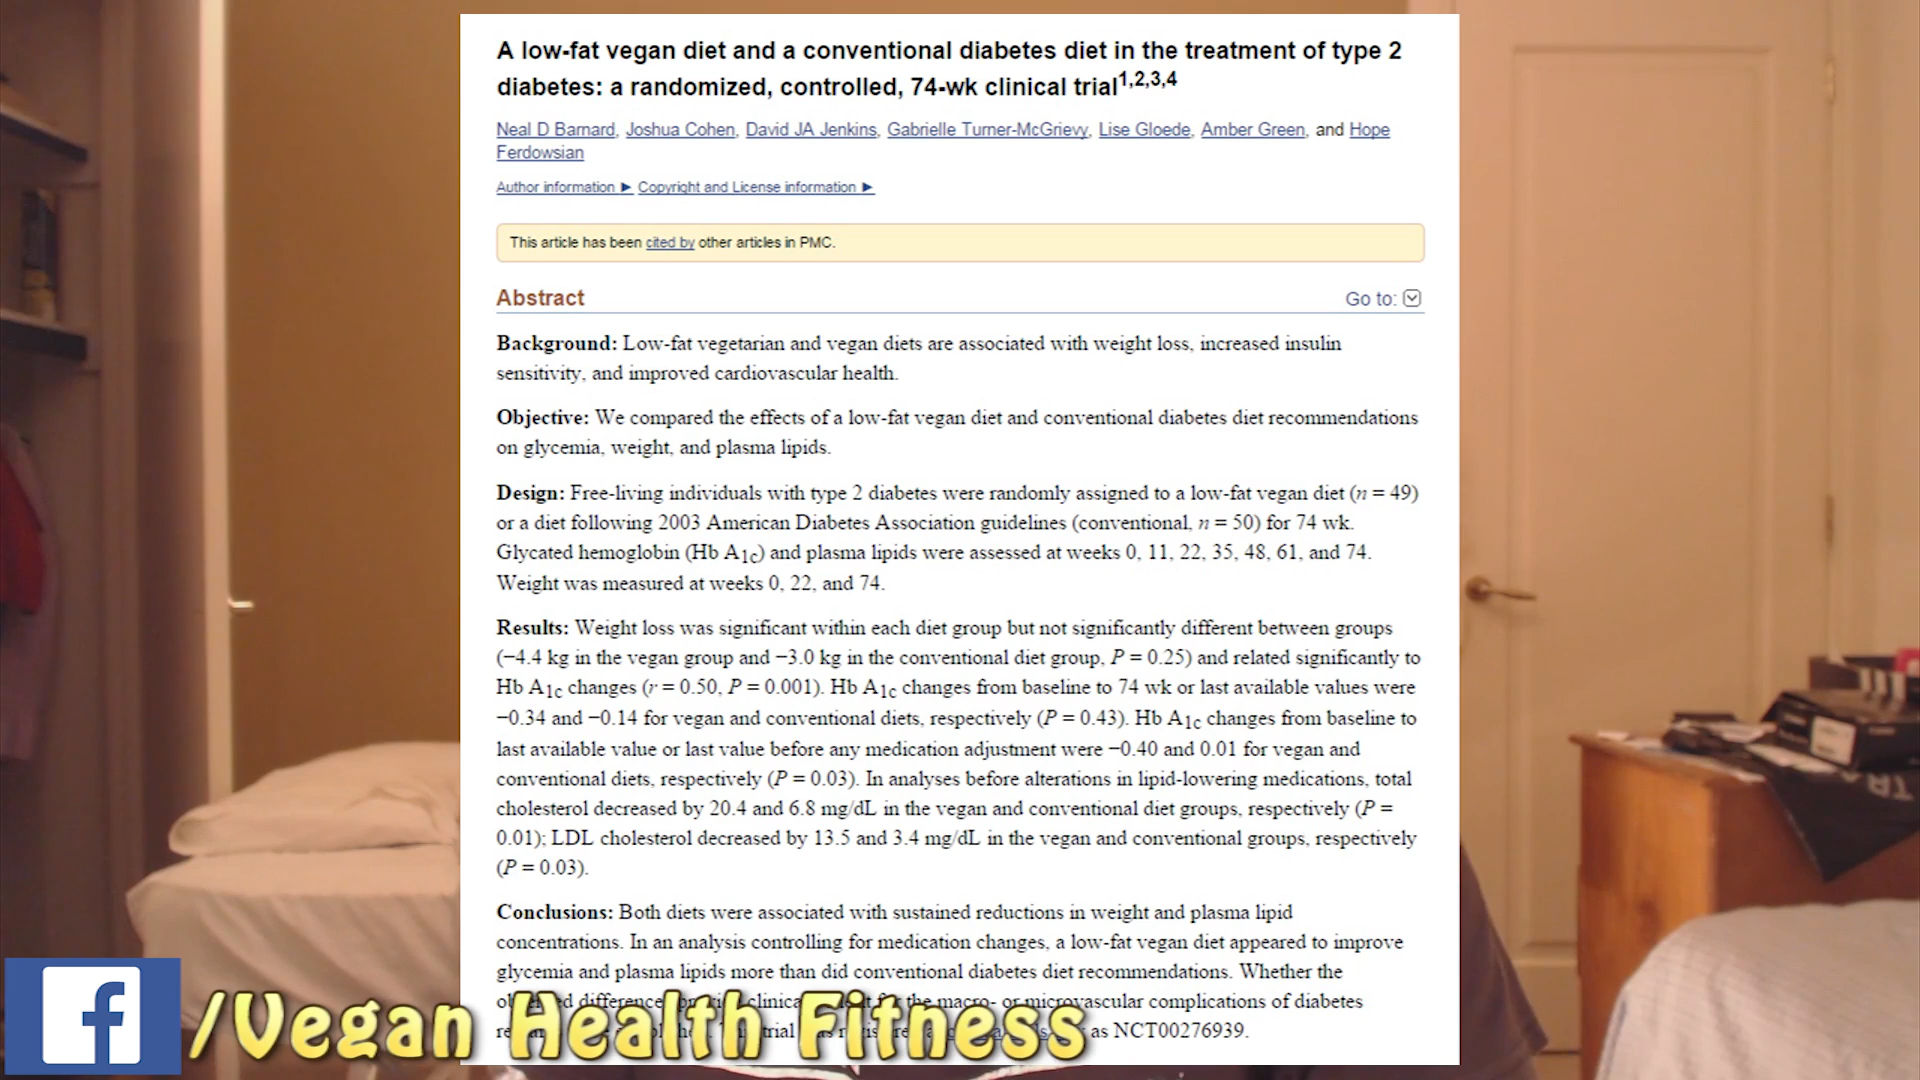 A low-fat vegan diet and a conventional diabetes diet in the treatment of type 2
diabetes: a randomized, controlled, 74-wk clinical trial1,2,3,4
Neal D Barnard, Joshua Cohen, David JA Jenkins, Gabrielle Turner-McGrievy, Lise Gloede, Amber Green, and Hope
Ferdowsian
Author information ► Copyright and License information ►
This article has been cited by other articles in PMC.
Abstract
Go to:
Background: Low-fat vegetarian and vegan diets are associated with weight loss, increased insulin
sensitivity, and improved cardiovascular health.
Objective: We compared the effects of a low-fat vegan diet and conventional diabetes diet recommendations
on glycemia, weight, and plasma lipids.
Design: Free-living individuals with type 2 diabetes were randomly assigned to a low-fat vegan diet (n = 49)
or a diet following 2003 American Diabetes Association guidelines (conventional, n = 50) for 74 wk.
Glycated hemoglobin (Hb A1c) and plasma lipids were assessed at weeks 0, 11, 22, 35, 48, 61, and 74.
Weight was measured at weeks 0, 22, and 74.
Results: Weight loss was significant within each diet group but not significantly different between groups
(−4.4 kg in the vegan group and −3.0 kg in the conventional diet group, P = 0.25) and related significantly to
Hb A1c changes (r = 0.50, P = 0.001). Hb A1c changes from baseline to 74 wk or last available values were
−0.34 and −0.14 for vegan and conventional diets, respectively (P = 0.43). Hb A1c changes from baseline to
last available value or last value before any medication adjustment were −0.40 and 0.01 for vegan and
conventional diets, respectively (P = 0.03). In analyses before alterations in lipid-lowering medications, total
cholesterol decreased by 20.4 and 6.8 mg/dL in the vegan and conventional diet groups, respectively (P =
0.01); LDL cholesterol decreased by 13.5 and 3.4 mg/dL in the vegan and conventional groups, respectively
(P = 0.03).
Conclusions: Both diets were associated with sustained reductions in weight and plasma lipid
concentrations. In an analysis controlling for medication changes, a low-fat vegan diet appeared to improve
glycemia and plasma lipids more than did conventional diabetes diet recommendations. Whether the
the macro- or microvascular complications of diabetes
trial as NCT00276939.
f /Vegan Health Fitness